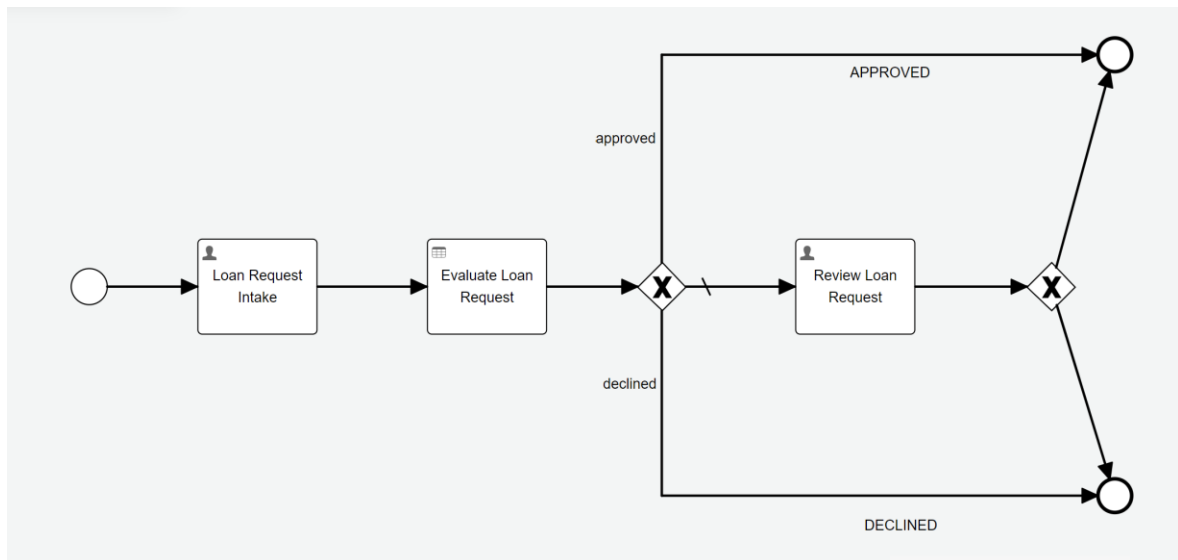 APPROVED
approved
Loan Request
Intake
Evaluate Loan
Request
Review Loan
Request
declined
DECLINED